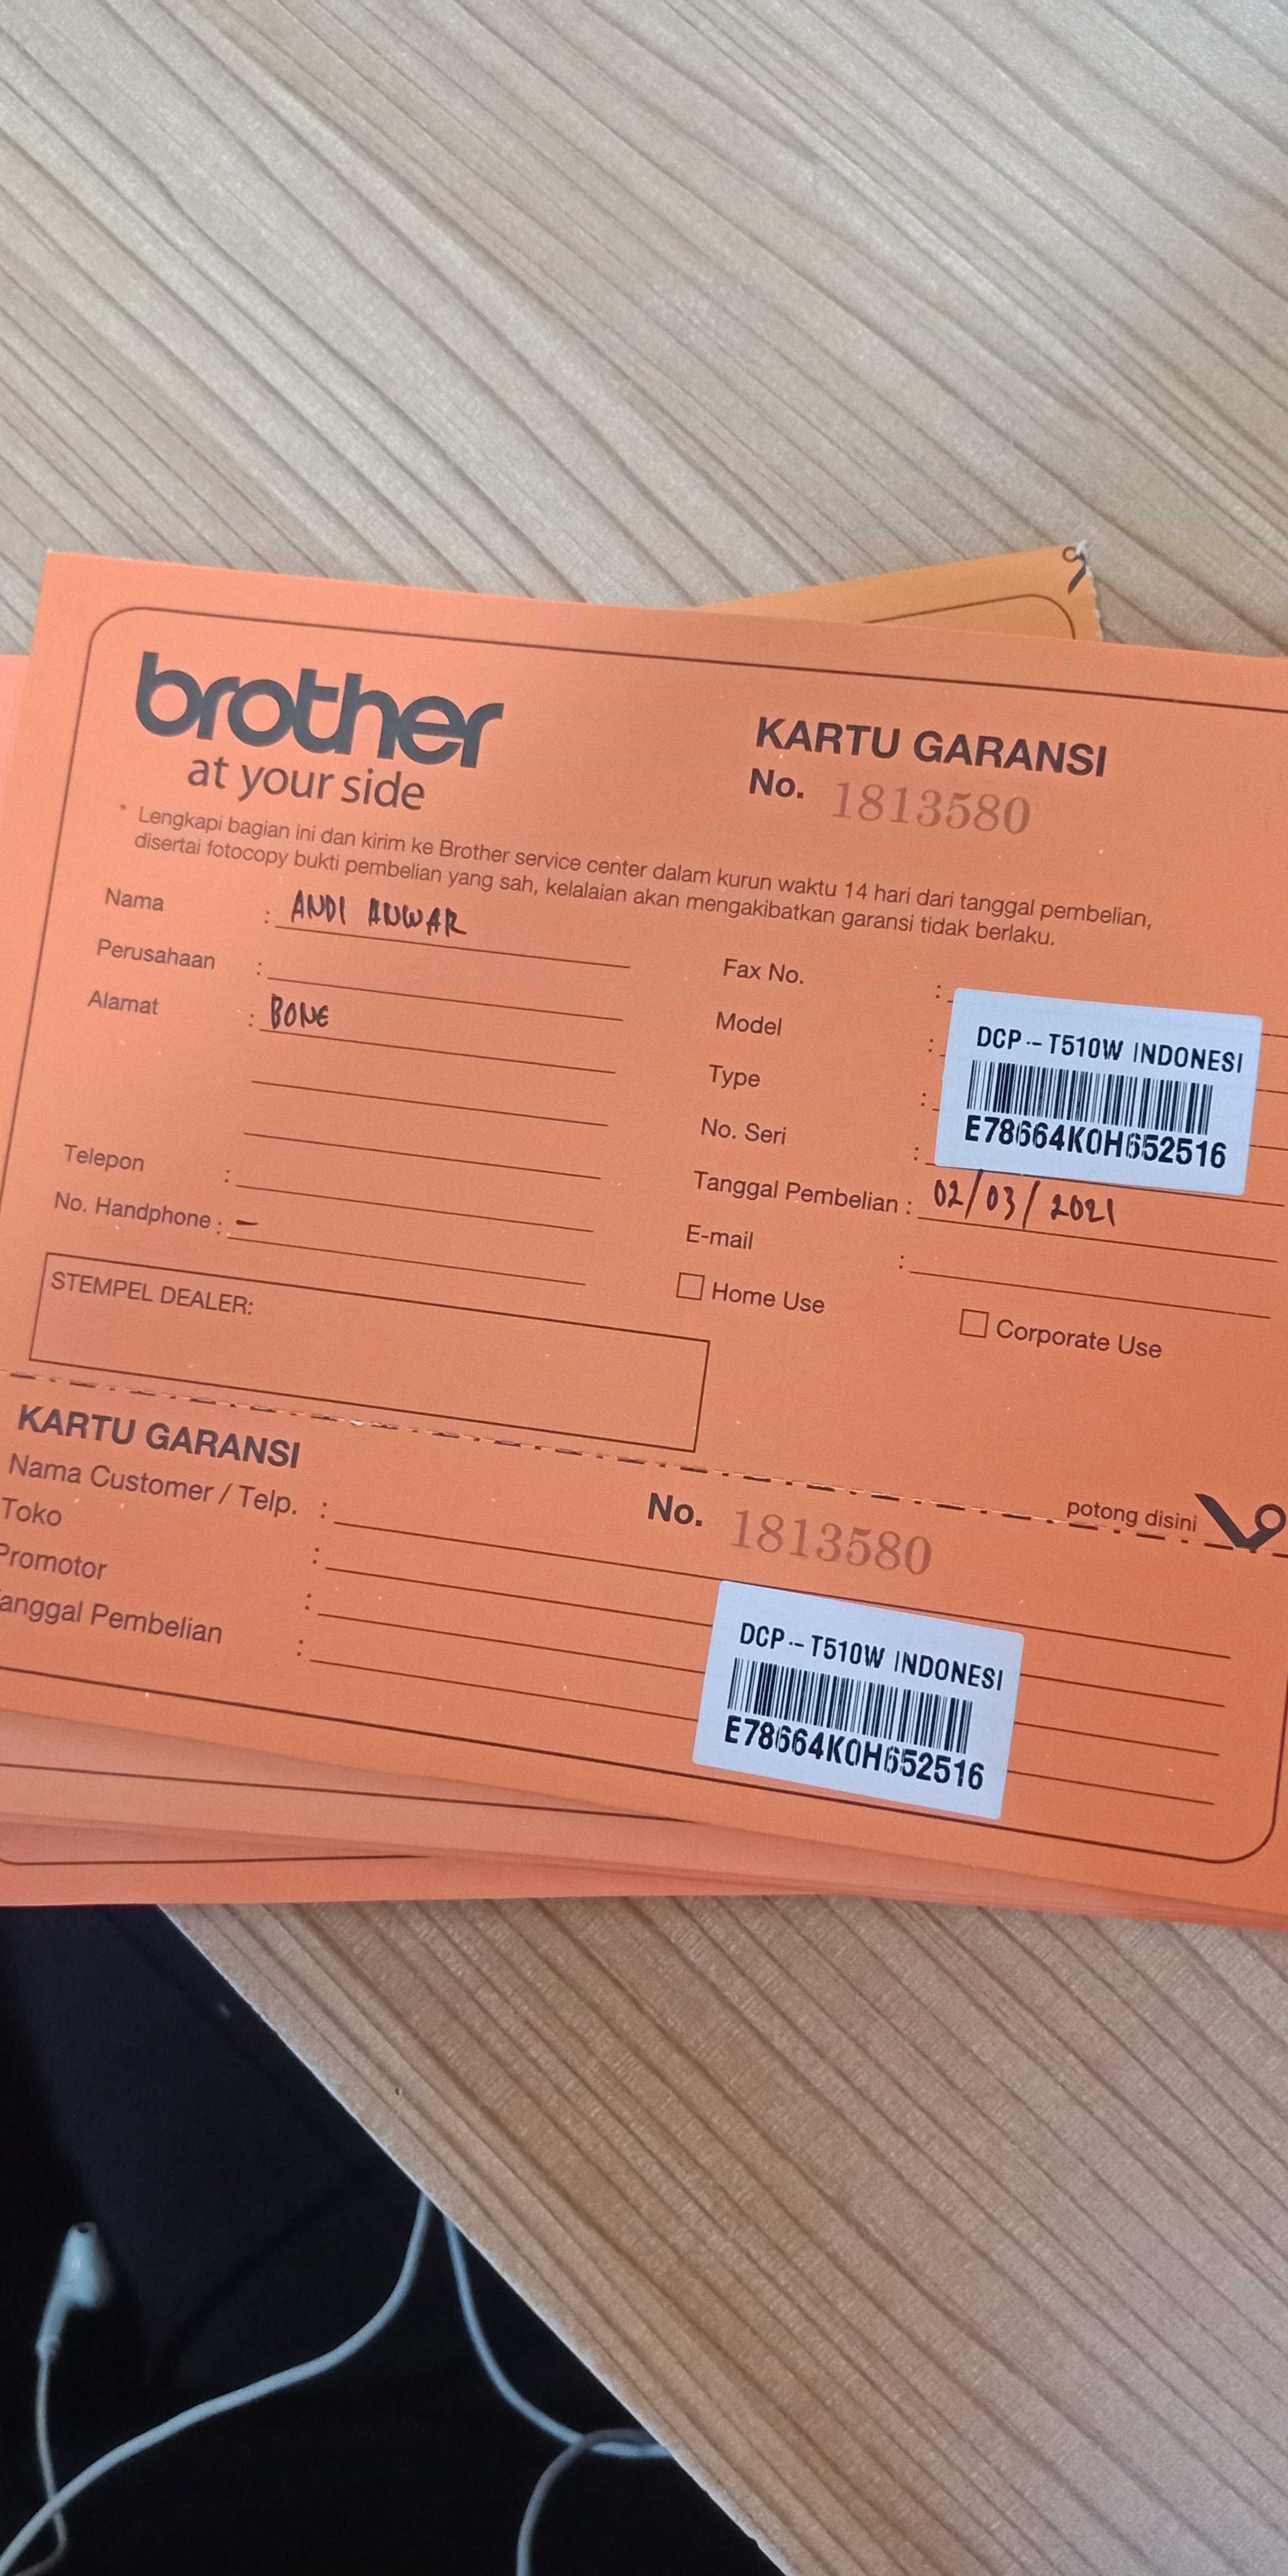 brother
at your side
KARTU GARANSI
No. 1813580
* Lengkapi bagian ini dan kirim ke Brother service center dalam kurun waktu 14 hari dari tanggal pembelian,
disertai fotocopy bukti pembelian yang sah, kelalaian akan mengakibatkan garansi tidak berlaku.
Nama : ANDI ANWAR
Perusahaan :
Alamat : BONE
Telepon :
No. Handphone : -
Fax No. :
Model :
Type :
No. Seri :
DCP-T510W INDONESI
E78664K0H652516
Tanggal Pembelian : 02/03/2021
E-mail :
Home Use
Corporate Use
STEMPEL DEALER:
potong disini
KARTU GARANSI
No. 1813580
Nama Customer / Telp. :
Toko :
Promotor :
anggal Pembelian :
DCP-T510W INDONESI
E78664K0H652516